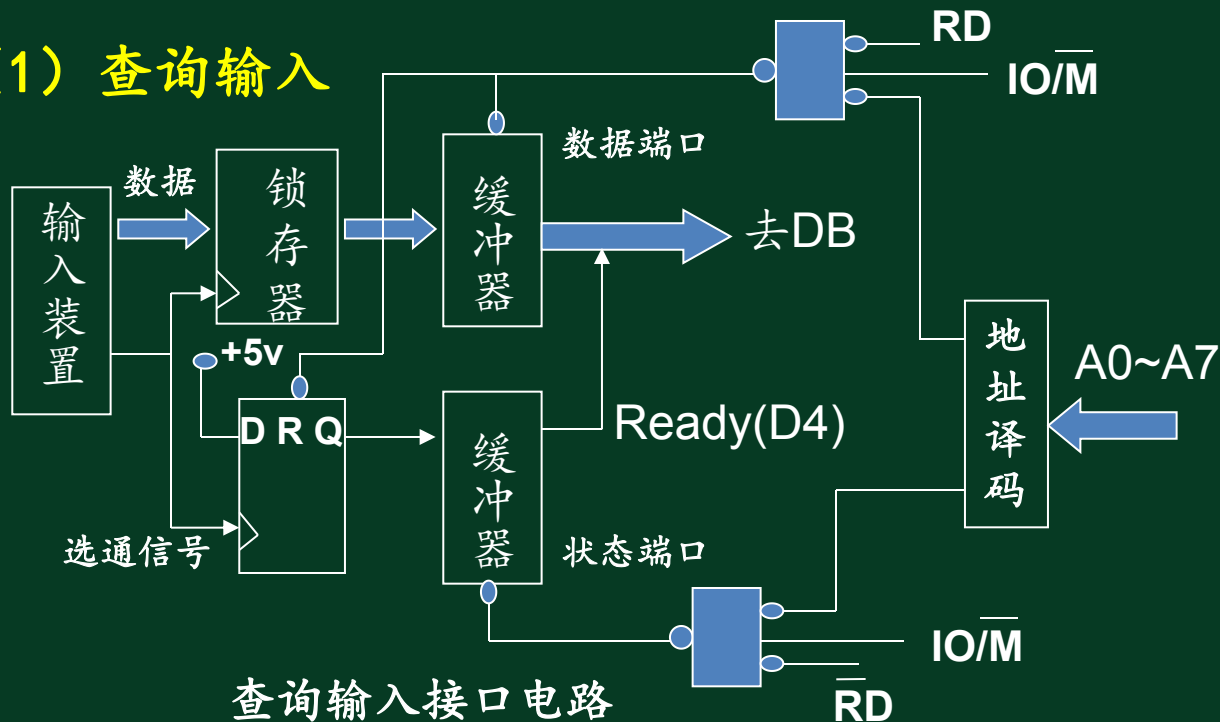 (1) 查询输入
RD
IO/M̅
数据端口
数据
锁存器
缓冲器
输入装置
去DB
+5v
地址译码
A0~A7
D R Q
Ready(D4)
缓冲器
选通信号
状态端口
IO/M̅
R̅D̅
查询输入接口电路